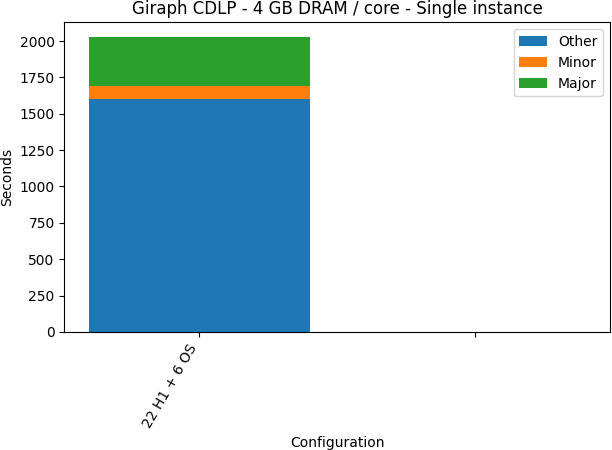 Giraph CDLP - 4 GB DRAM / core - Single instance
Other
Minor
Major
Seconds
2000
1750
1500
1250
1000
750
500
250
0
22 H1 + 6 OS
Configuration